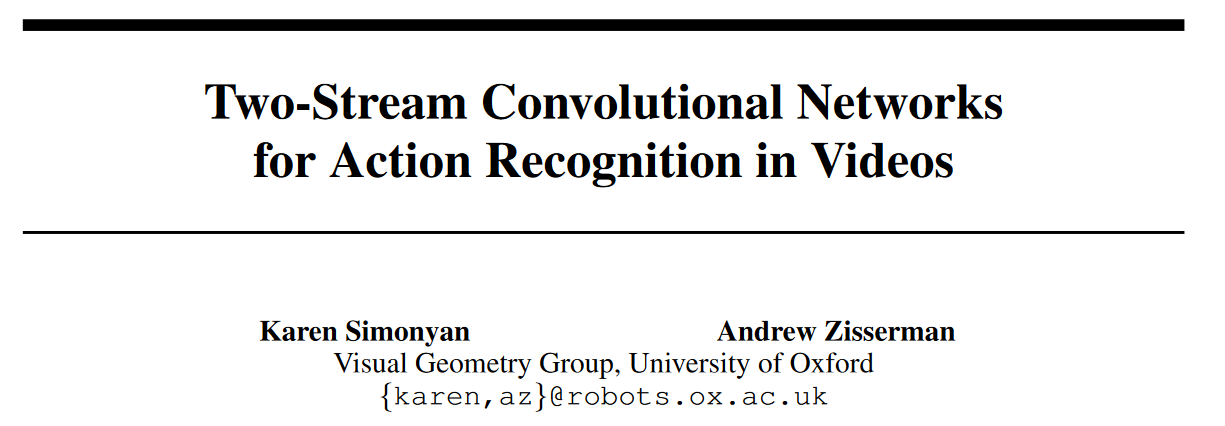 Two-Stream Convolutional Networks
for Action Recognition in Videos
Karen Simonyan Andrew Zisserman
Visual Geometry Group, University of Oxford
{karen,az}@robots.ox.ac.uk